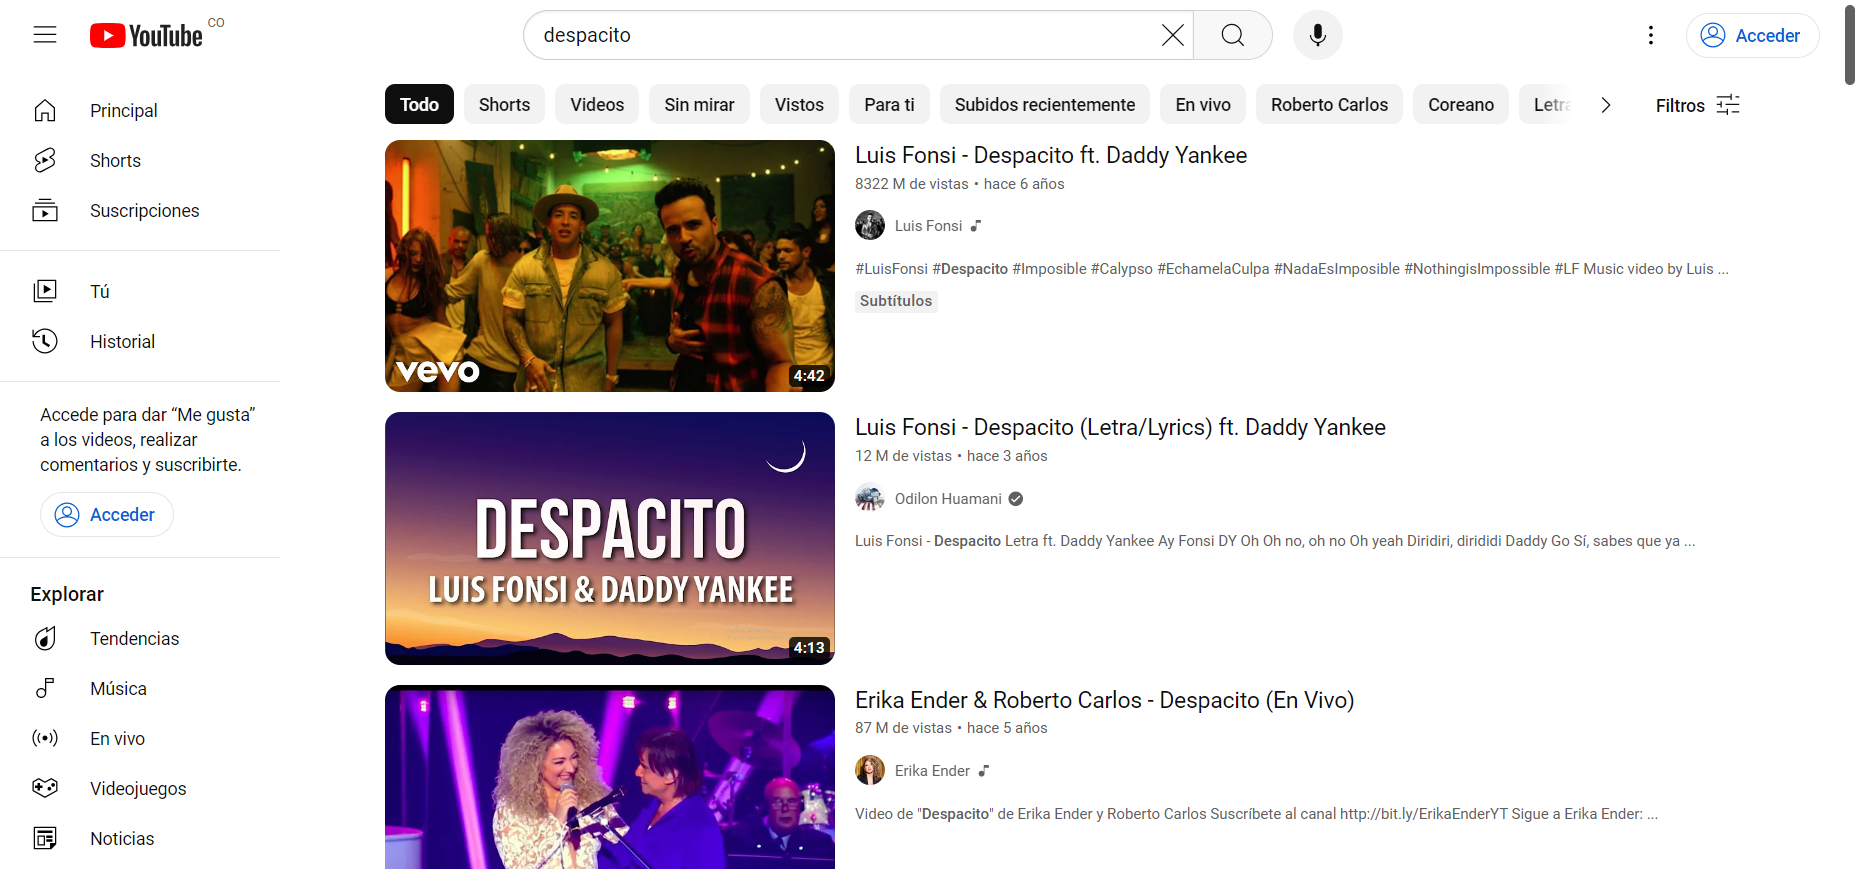 YouTube CO
despacito
Acceder
Principal
Shorts
Suscripciones
Tú
Historial
Accede para dar “Me gusta”
a los videos, realizar
comentarios y suscribirte.
Acceder
Explorar
Tendencias
Música
En vivo
Videojuegos
Noticias
Todo Shorts Videos Sin mirar Vistos Para ti Subidos recientemente En vivo Roberto Carlos Coreano Letra Filtros
vevo
4:42
Luis Fonsi - Despacito ft. Daddy Yankee
8322 M de vistas • hace 6 años
Luis Fonsi
#LuisFonsi #Despacito #Imposible #Calypso #EchamelaCulpa #NadaEsImposible #NothingisImpossible #LF Music video by Luis ...
Subtítulos
DESPACITO
LUIS FONSI & DADDY YANKEE
4:13
Luis Fonsi - Despacito (Letra/Lyrics) ft. Daddy Yankee
12 M de vistas • hace 3 años
Odilon Huamani
Luis Fonsi - Despacito Letra ft. Daddy Yankee Ay Fonsi DY Oh Oh no, oh no Oh yeah Diridiri, dirididi Daddy Go Sí, sabes que ya ...
Erika Ender & Roberto Carlos - Despacito (En Vivo)
87 M de vistas • hace 5 años
Erika Ender
Video de "Despacito" de Erika Ender y Roberto Carlos Suscríbete al canal http://bit.ly/ErikaEnderYT Sigue a Erika Ender: ...